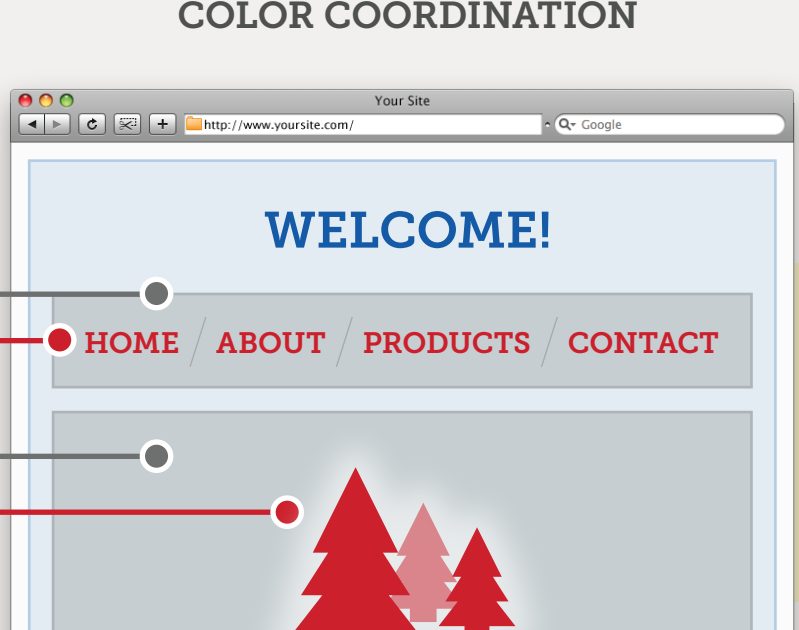 COLOR COORDINATION
Your Site
http://www.yoursite.com/
Google
WELCOME!
HOME / ABOUT / PRODUCTS / CONTACT